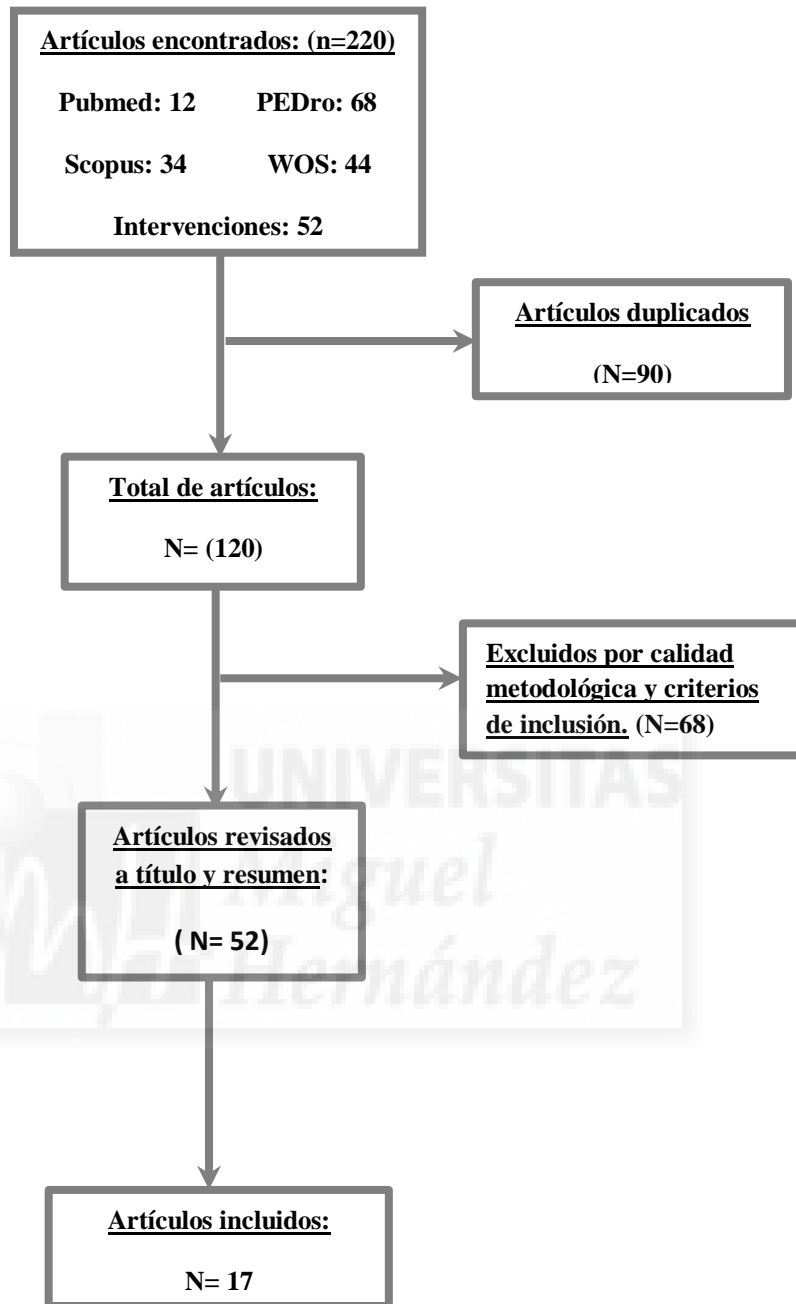 Artículos encontrados: (n=220)
Pubmed: 12 PEDro: 68
Scopus: 34 WOS: 44
Intervenciones: 52
Artículos duplicados
(N=90)
Total de artículos:
N= (120)
Excluidos por calidad
metodológica y criterios
de inclusión. (N=68)
UNIVERSITAS
Miguel
Hernández
Artículos revisados
a título y resumen:
( N= 52)
Artículos incluidos:
N= 17